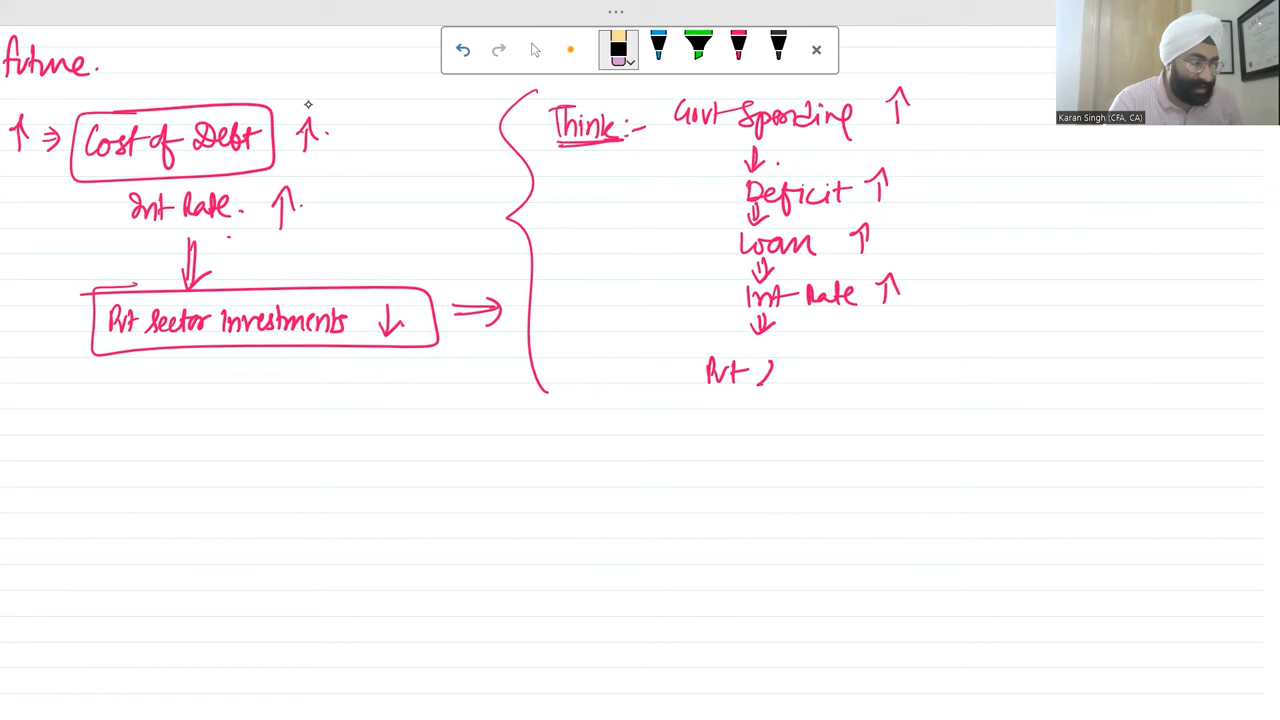 future.
↑ ⇒ Cost of Debt ↑.
Int Rate. ↑.
Pvt Sector Investments ↓ ⇒
Think:-
Govt Spending ↑
↓
Deficit ↑
⇓
Loan ↑
⇓
Int Rate ↑
⇓
Pvt
Karan Singh (CFA, CA)